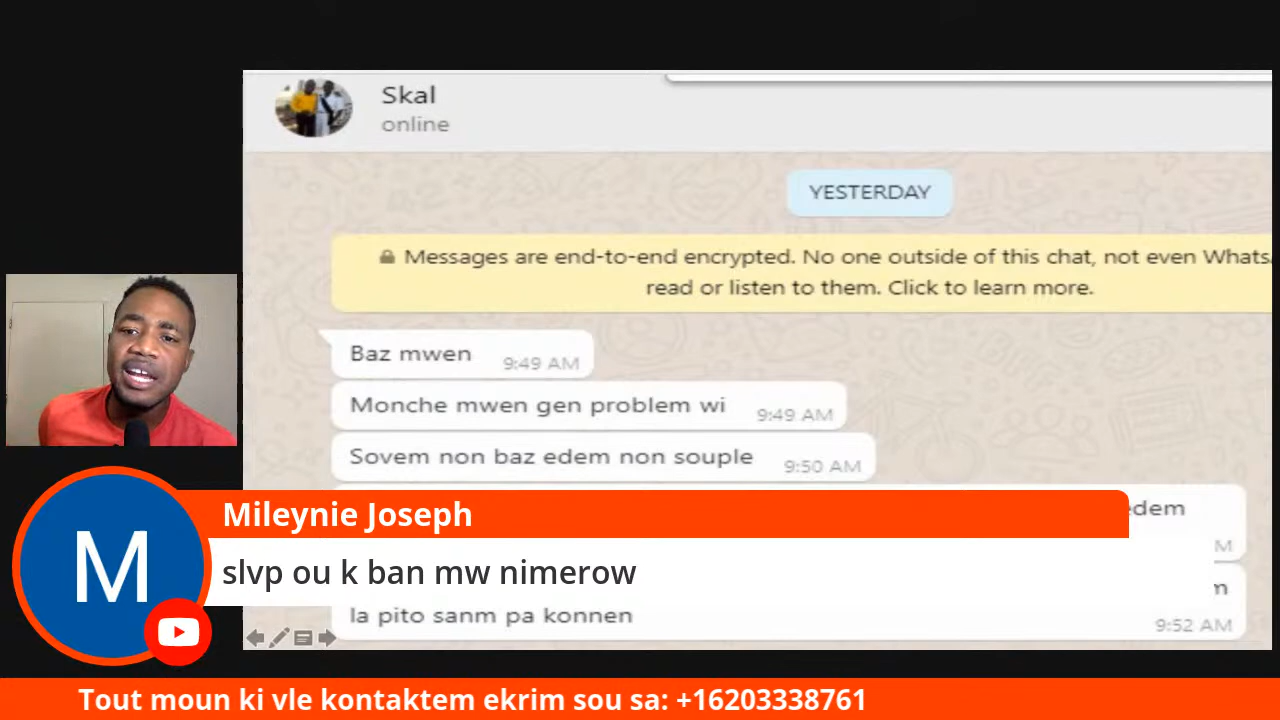 Skal
online
YESTERDAY
Messages are end-to-end encrypted. No one outside of this chat, not even
read or listen to them. Click to learn more.
Baz mwen 9:49 AM
Monche mwen gen problem wi 9:49 AM
Sovem non baz edem non souple 9:50 AM
Mileynie Joseph
M
slvp ou k ban mw nimerow
la pito sanm pa konnen 9:52 AM
Tout moun ki vle kontaktem ekrim sou sa: +16203338761